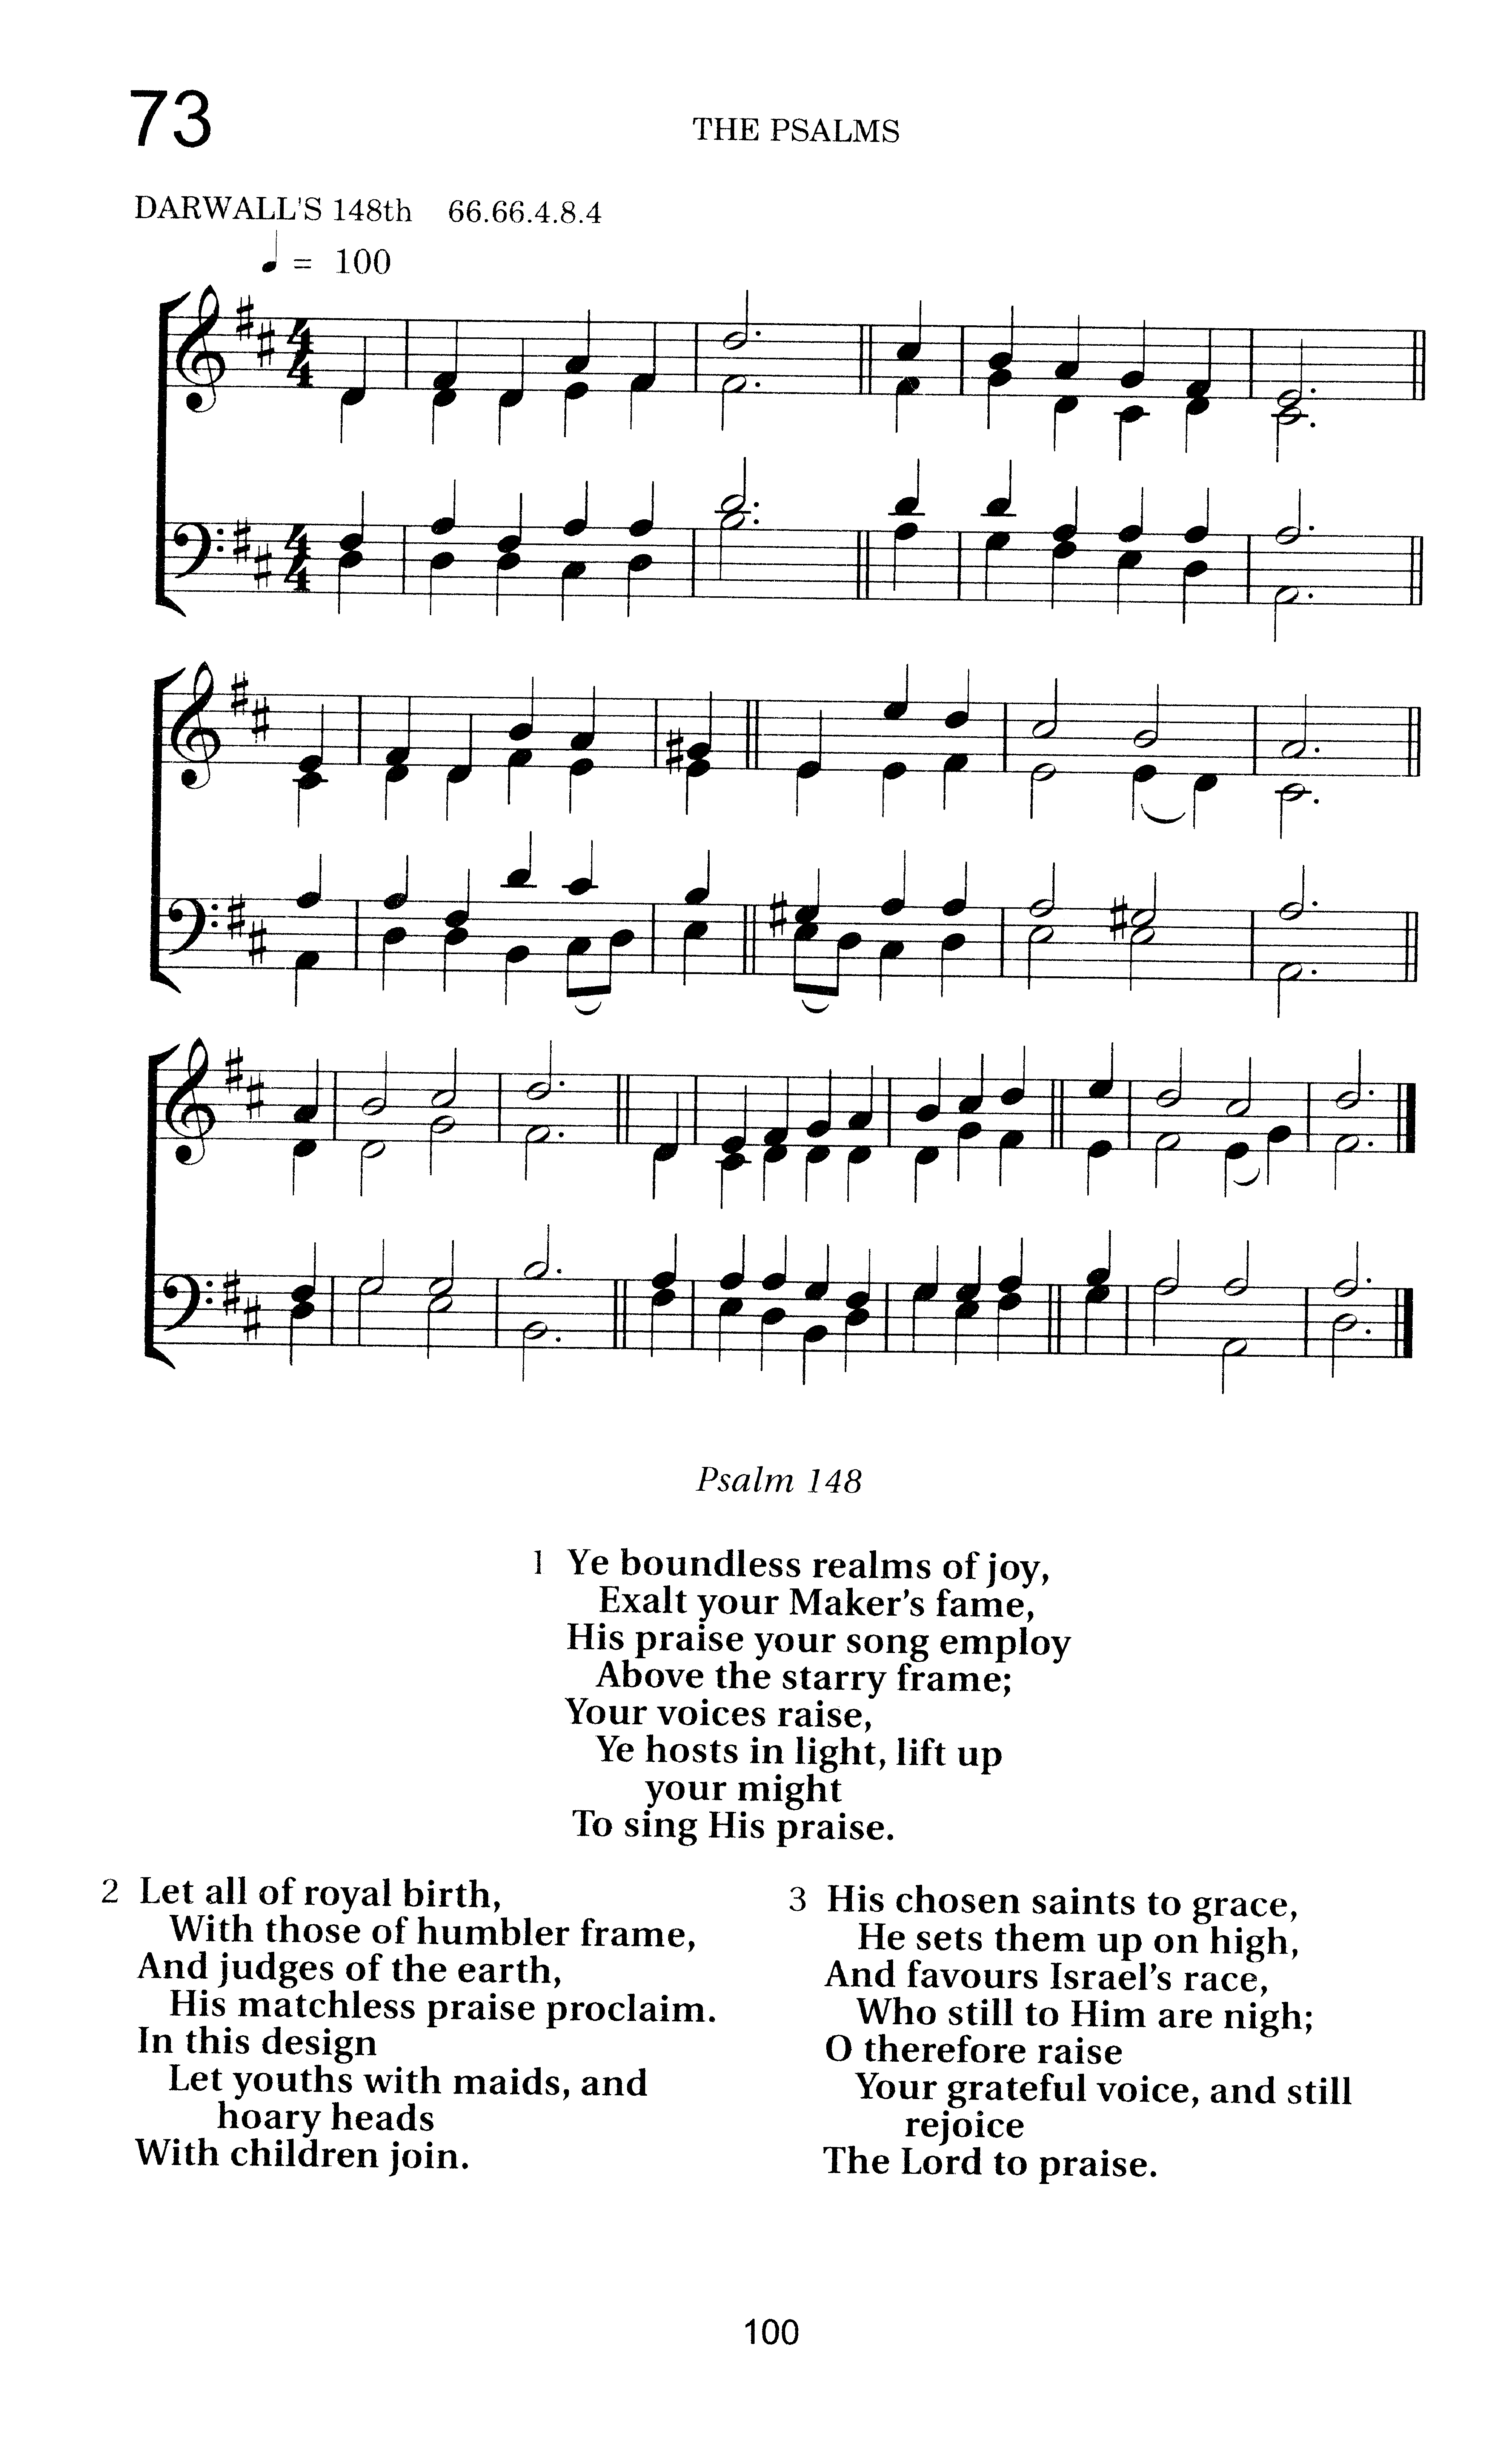 73
THE PSALMS
DARWALL'S 148th 66.66.4.8.4
♩ = 100
4
4
4
4
Psalm 148
1 Ye boundless realms of joy,
Exalt your Maker's fame,
His praise your song employ
Above the starry frame;
Your voices raise,
Ye hosts in light, lift up
your might
To sing His praise.
2 Let all of royal birth,
With those of humbler frame,
And judges of the earth,
His matchless praise proclaim.
In this design
Let youths with maids, and
hoary heads
With children join.
3 His chosen saints to grace,
He sets them up on high,
And favours Israel's race,
Who still to Him are nigh;
O therefore raise
Your grateful voice, and still
rejoice
The Lord to praise.
100